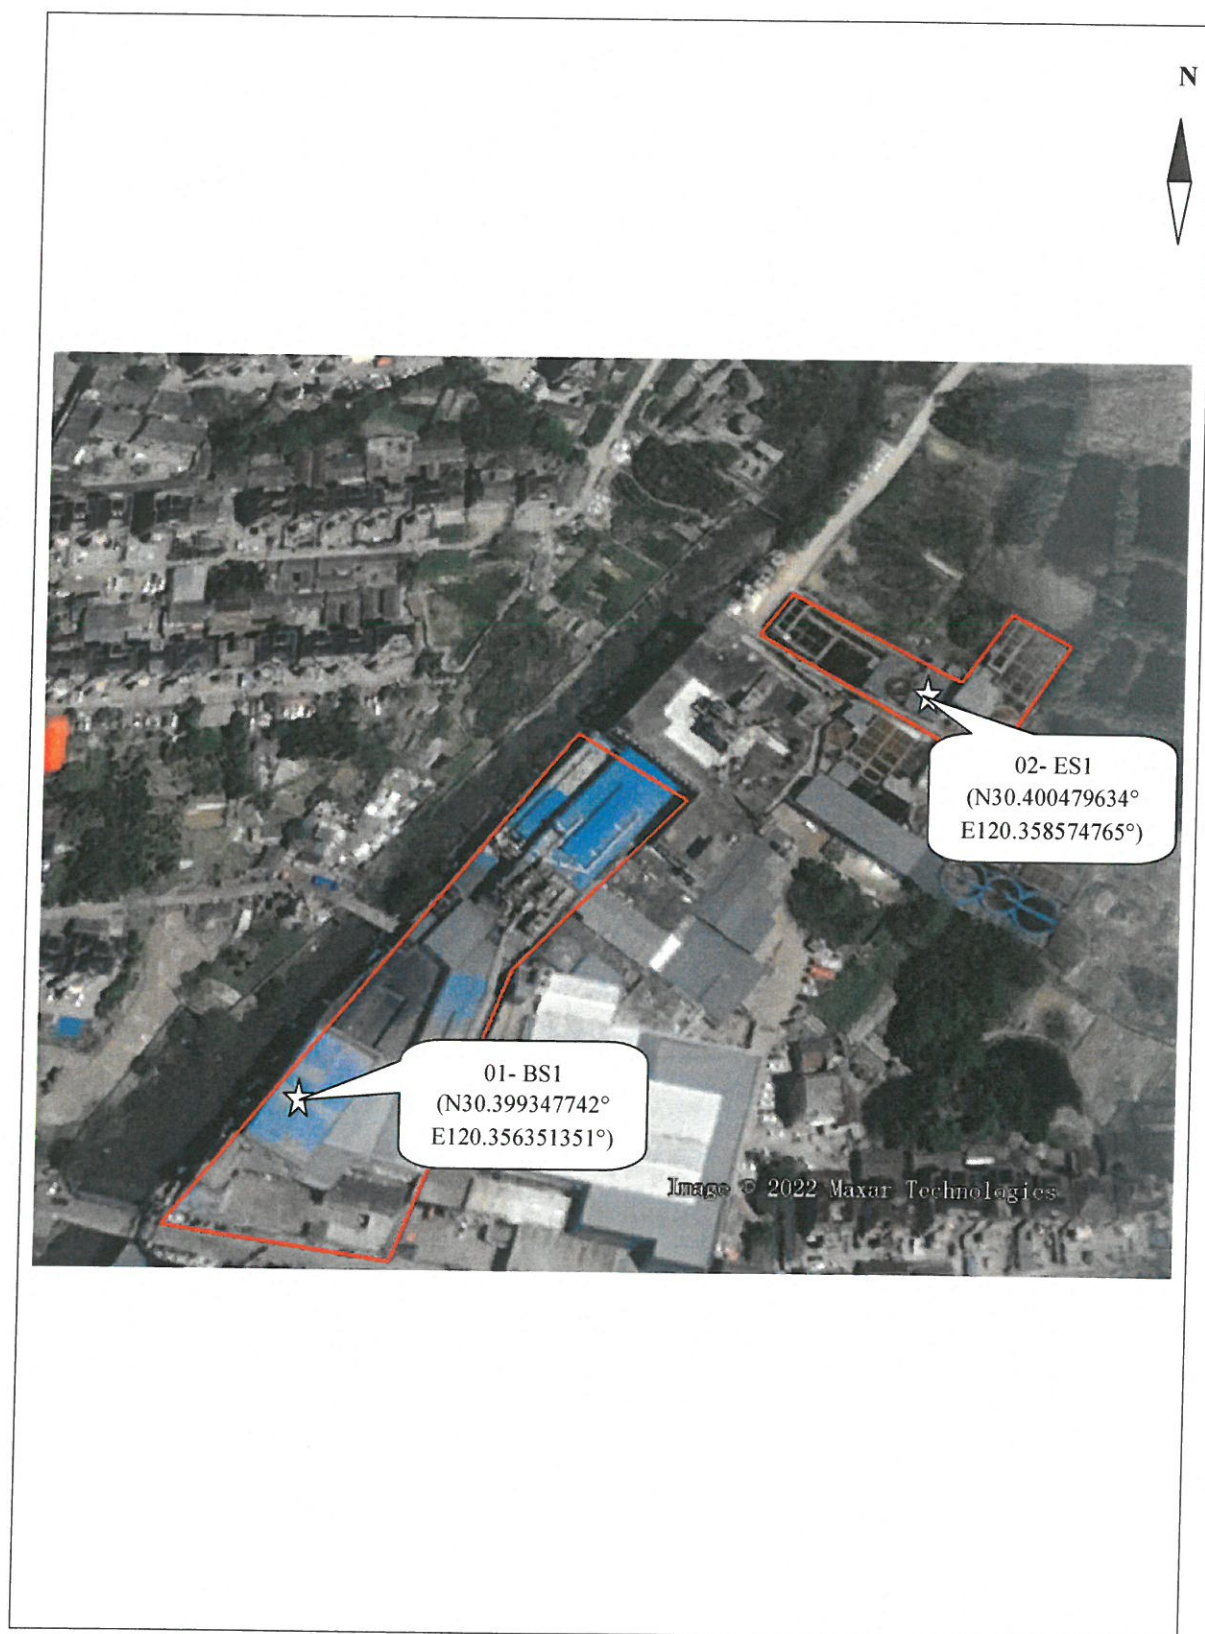 N
02- ES1
(N30.400479634°
E120.358574765°)
01- BS1
(N30.399347742°
E120.356351351°)
Image © 2022 Maxar Technologies